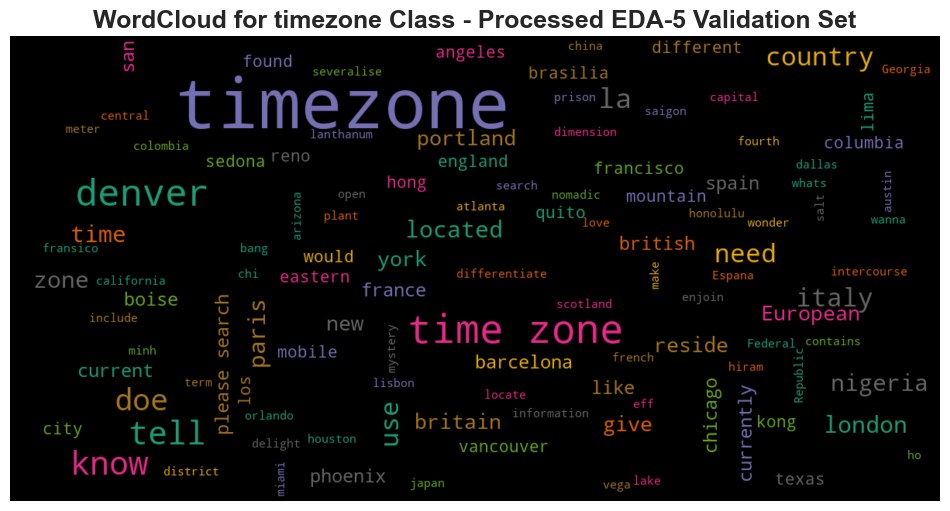 WordCloud for timezone Class - Processed EDA-5 Validation Set
san
found
angeles
china
different
country
severalise
brasilia
Georgia
timezone
prison
la
capital
lima
central
saigon
meter
lanthanum
portland
dimension
fourth
columbia
colombia
sedona
reno
england
francisco
dallas
denver
hong
search
nomadic
mountain
spain
whats
austin
arizona
open
plant
atlanta
quito
love
honolulu
wonder
salt
wanna
time
located
british
need
fransico
bang
would
york
zone
california
chi
eastern
france
differentiate
make
Espana
intercourse
boise
enjoin
italy
include
please search
paris
new
time zone
scotland
European
minh
mobile
mystery
barcelona
french
reside
Federal
contains
current
term
los
lisbon
locate
like
hiram
Republic
nigeria
doe
orlando
use
information
eff
chicago
currently
city
tell
delight
houston
britain
give
kong
london
know
district
miami
phoenix
vancouver
japan
vega
lake
texas
ho